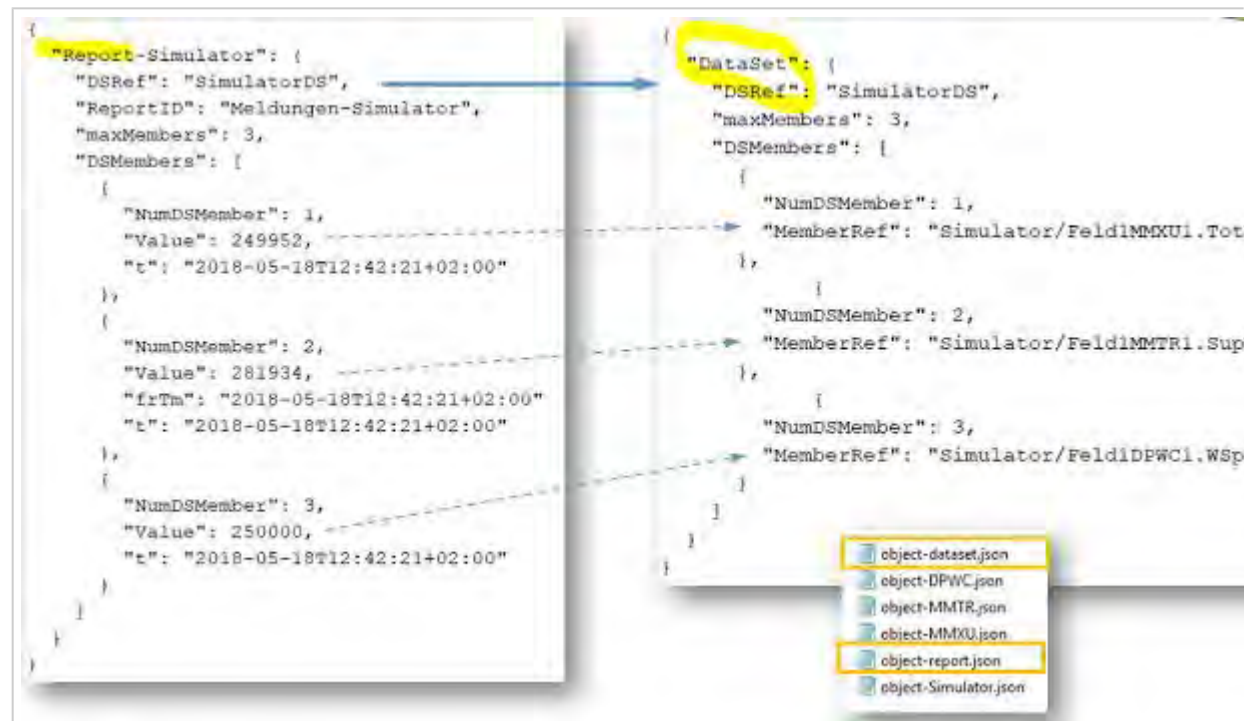 {
"Report-Simulator": {
"DSRef": "SimulatorDS",
"ReportID": "Meldungen-Simulator",
"maxMembers": 3,
"DSMembers": [
{
"NumDSMember": 1,
"Value": 249952,
"t": "2018-05-18T12:42:21+02:00"
},
{
"NumDSMember": 2,
"Value": 281934,
"frTm": "2018-05-18T12:42:21+02:00"
"t": "2018-05-18T12:42:21+02:00"
},
{
"NumDSMember": 3,
"Value": 250000,
"t": "2018-05-18T12:42:21+02:00"
}
]
}
}
{
"DataSet": {
"DSRef": "SimulatorDS",
"maxMembers": 3,
"DSMembers": [
{
"NumDSMember": 1,
"MemberRef": "Simulator/Feld1MMXU1.Tot
},
{
"NumDSMember": 2,
"MemberRef": "Simulator/Feld1MMTR1.Sup
},
{
"NumDSMember": 3,
"MemberRef": "Simulator/Feld1DPWC1.WSp
}
]
}
}
object-dataset.json
object-DPWC.json
object-MMTR.json
object-MMXU.json
object-report.json
object-Simulator.json